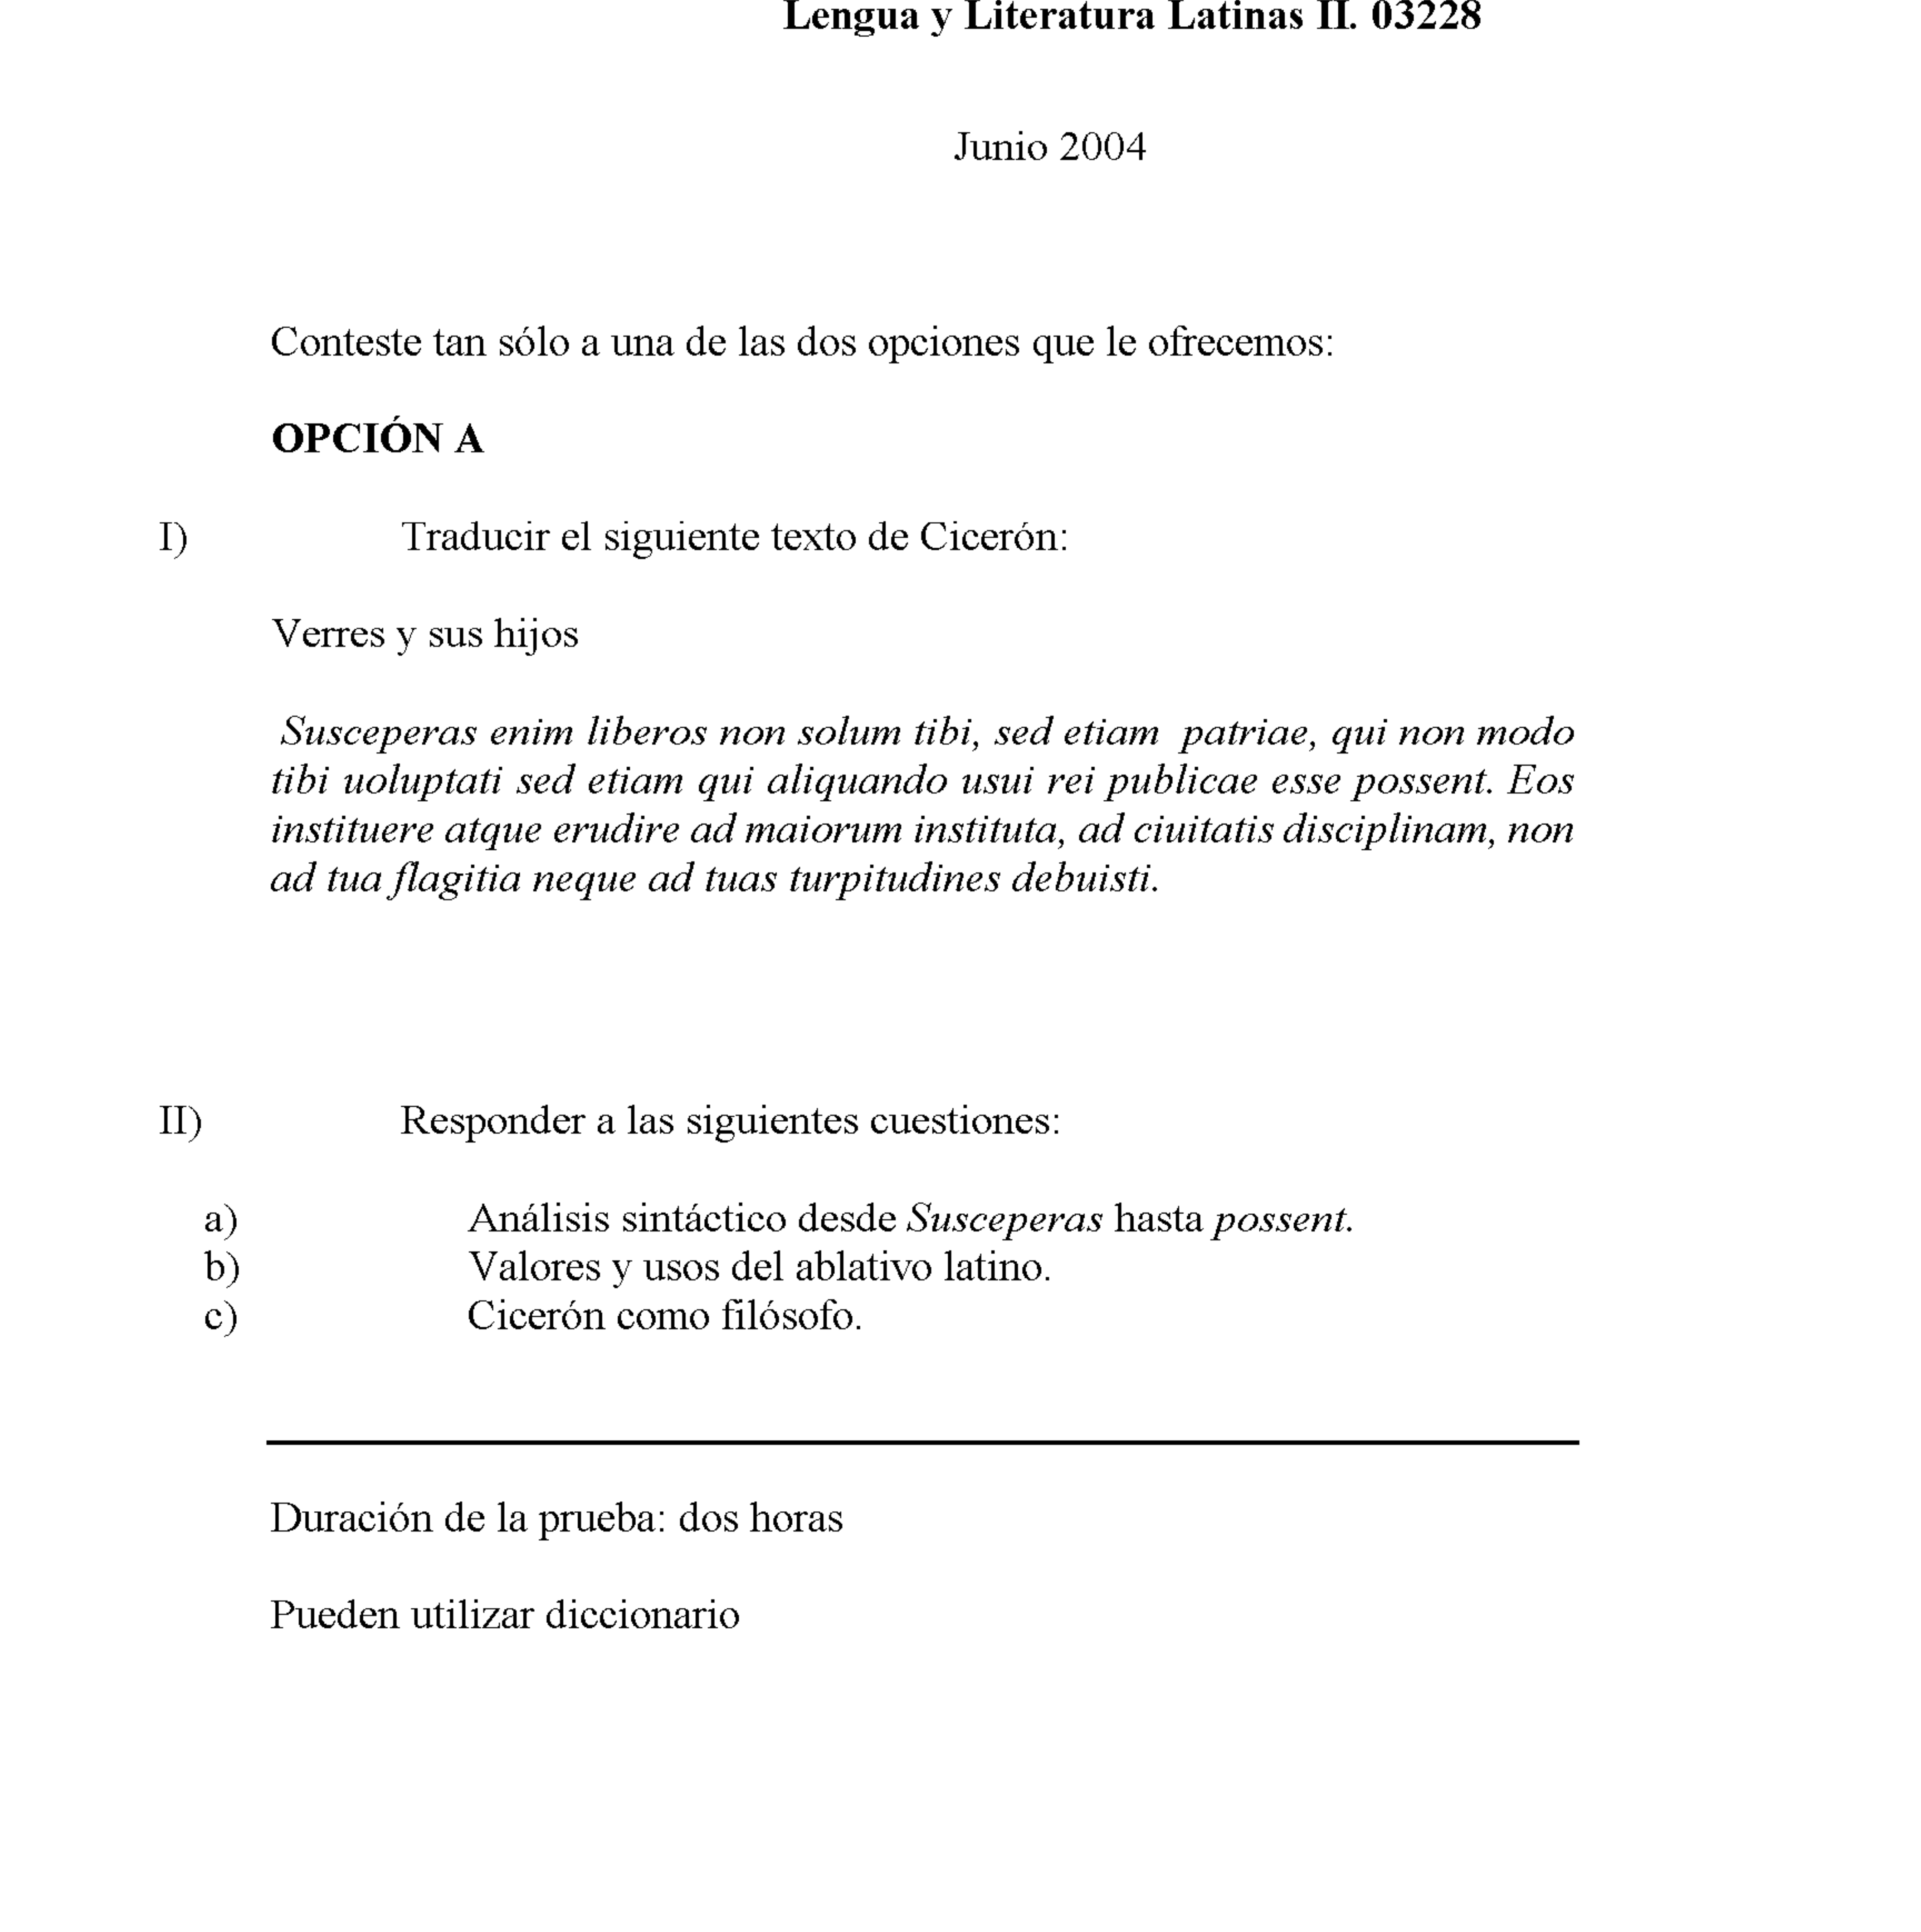 Lengua y Literatura Latinas II. 03228
Junio 2004
Conteste tan sólo a una de las dos opciones que le ofrecemos:
OPCIÓN A
I) Traducir el siguiente texto de Cicerón:
Verres y sus hijos
Susceperas enim liberos non solum tibi, sed etiam patriae, qui non modo
tibi uoluptati sed etiam qui aliquando usui rei publicae esse possent. Eos
instituere atque erudire ad maiorum instituta, ad ciuitatis disciplinam, non
ad tua flagitia neque ad tuas turpitudines debuisti.
II) Responder a las siguientes cuestiones:
a) Análisis sintáctico desde Susceperas hasta possent.
b) Valores y usos del ablativo latino.
c) Cicerón como filósofo.
Duración de la prueba: dos horas
Pueden utilizar diccionario